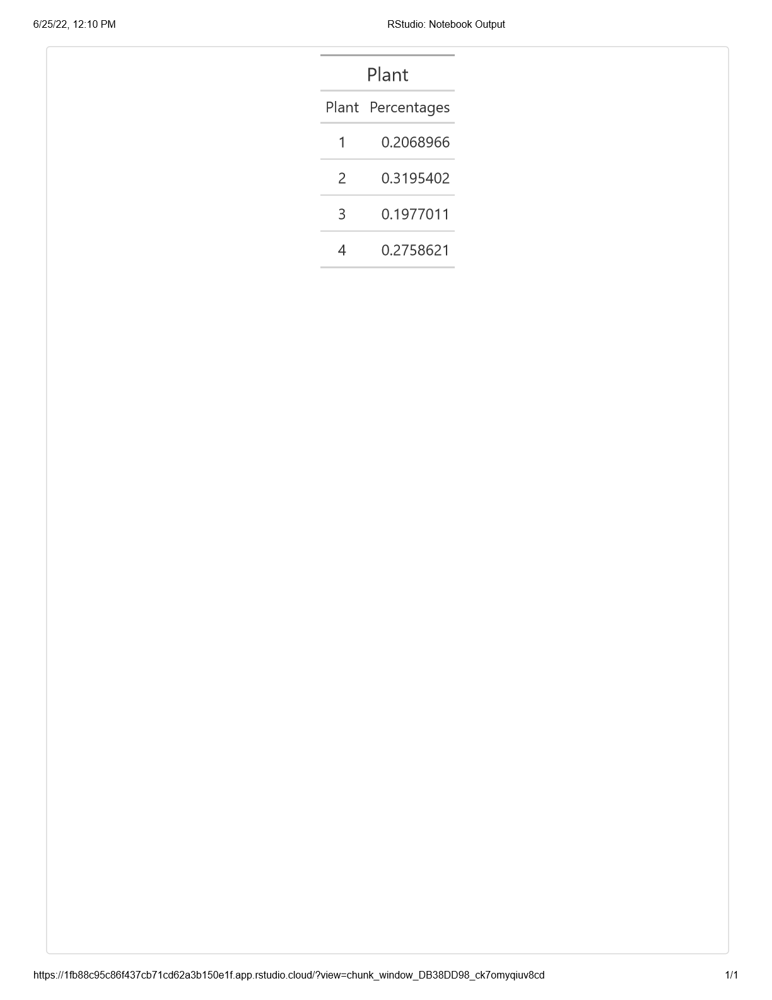 6/25/22, 12:10 PM RStudio: Notebook Output
Plant
Plant Percentages
1 0.2068966
2 0.3195402
3 0.1977011
4 0.2758621
https://1fb88c95c86f437cb71cd62a3b150e1f.app.rstudio.cloud/?view=chunk_window_DB38DD98_ck7omyqiuv8cd 1/1